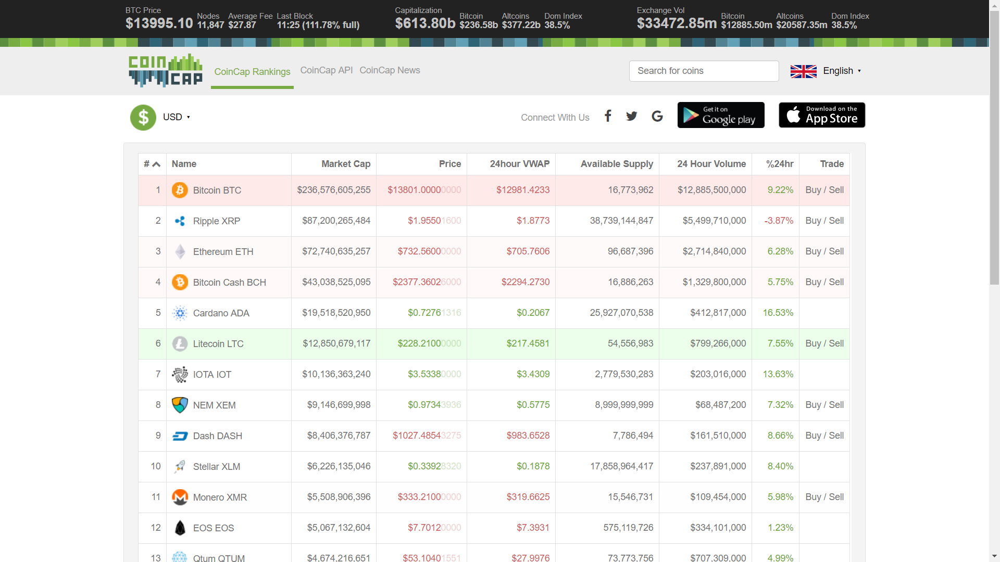 BTC Price
$13995.10
Nodes
11,847
Average Fee
$27.87
Last Block
11:25 (111.78% full)
Capitalization
$613.80b
Bitcoin
$236.58b
Altcoins
$377.22b
Dom Index
38.5%
Exchange Vol
$33472.85m
Bitcoin
$12885.50m
Altcoins
$20587.35m
Dom Index
38.5%
COIN CAP
CoinCap Rankings CoinCap API CoinCap News
Search for coins
English
$ USD
Connect With Us
Get it on
Google play
Download on the
App Store
# Name Market Cap Price 24hour VWAP Available Supply 24 Hour Volume %24hr Trade
1 Bitcoin BTC $236,576,605,255 $13801.00000000 $12981.4233 16,773,962 $12,885,500,000 9.22% Buy / Sell
2 Ripple XRP $87,200,265,484 $1.95501600 $1.8773 38,739,144,847 $5,499,710,000 -3.87% Buy / Sell
3 Ethereum ETH $72,740,635,257 $732.56000000 $705.7606 96,687,396 $2,714,840,000 6.28% Buy / Sell
4 Bitcoin Cash BCH $43,038,525,095 $2377.36026000 $2294.2730 16,886,263 $1,329,800,000 5.75% Buy / Sell
5 Cardano ADA $19,518,520,950 $0.72761316 $0.2067 25,927,070,538 $412,817,000 16.53%
6 Litecoin LTC $12,850,679,117 $228.21000000 $217.4581 54,556,983 $799,266,000 7.55% Buy / Sell
7 IOTA IOT $10,136,363,240 $3.53380000 $3.4309 2,779,530,283 $203,016,000 13.63%
8 NEM XEM $9,146,699,998 $0.97343936 $0.5775 8,999,999,999 $68,487,200 7.32% Buy / Sell
9 Dash DASH $8,406,376,787 $1027.48543275 $983.6528 7,786,494 $161,510,000 8.66% Buy / Sell
10 Stellar XLM $6,226,135,046 $0.33928320 $0.1878 17,858,964,417 $237,891,000 8.40%
11 Monero XMR $5,508,906,396 $333.21000000 $319.6625 15,546,731 $109,454,000 5.98% Buy / Sell
12 EOS EOS $5,067,132,604 $7.70120000 $7.3931 575,119,726 $334,101,000 1.23%
13 Qtum QTUM $4,674,216,651 $53.10401551 $27.9976 73,773,756 $707,309,000 4.99%